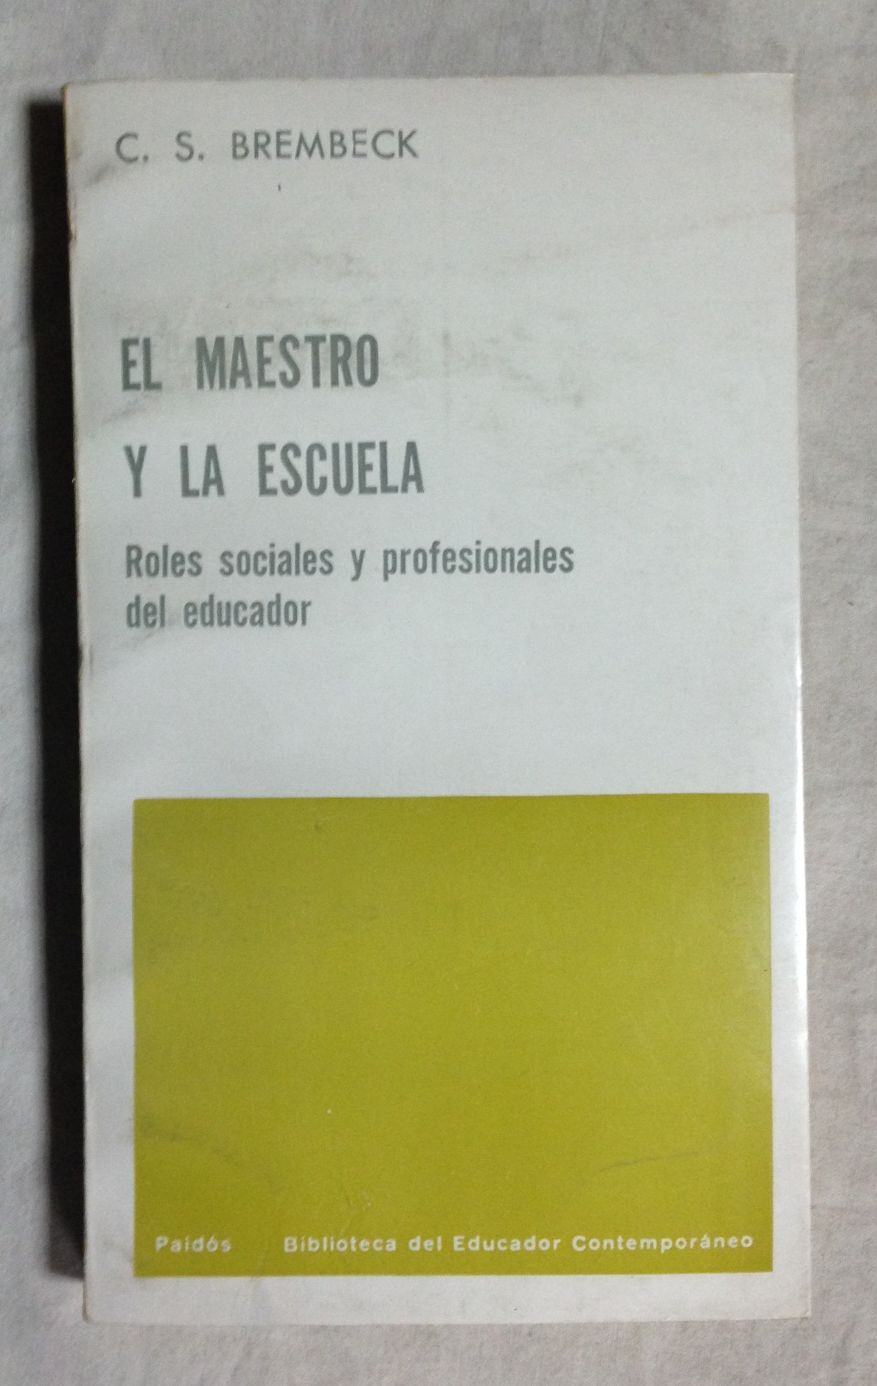 C. S. BREMBECK
EL MAESTRO
Y LA ESCUELA
Roles sociales y profesionales
del educador
Paidós Biblioteca del Educador Contemporáneo